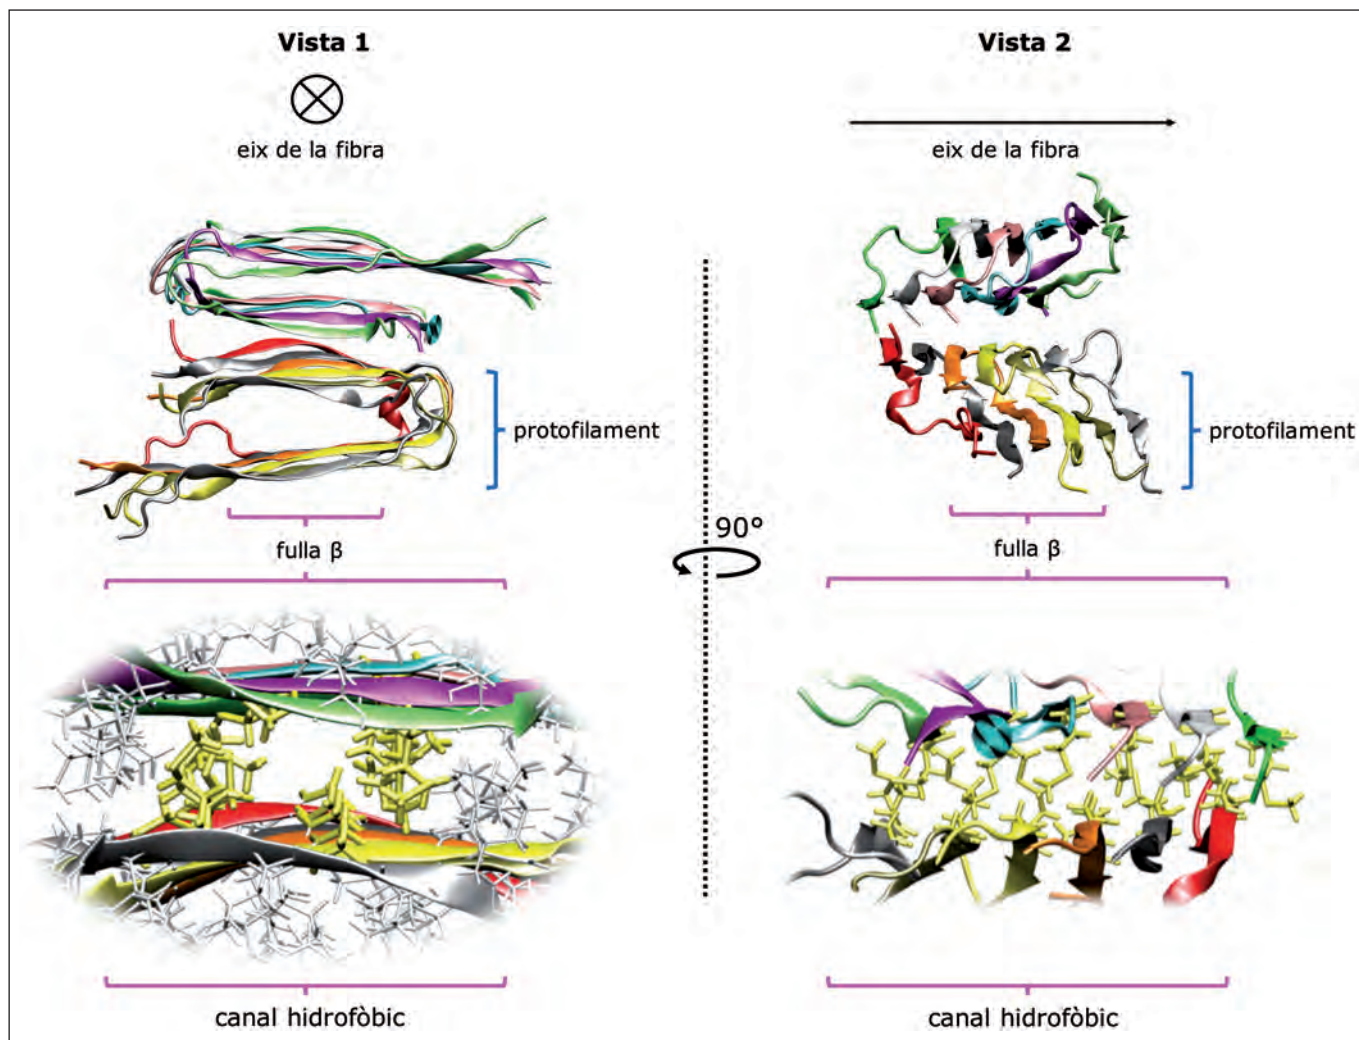 Vista 1
eix de la fibra
protofilament
fulla β
canal hidrofòbic
90°
Vista 2
eix de la fibra
protofilament
fulla β
canal hidrofòbic